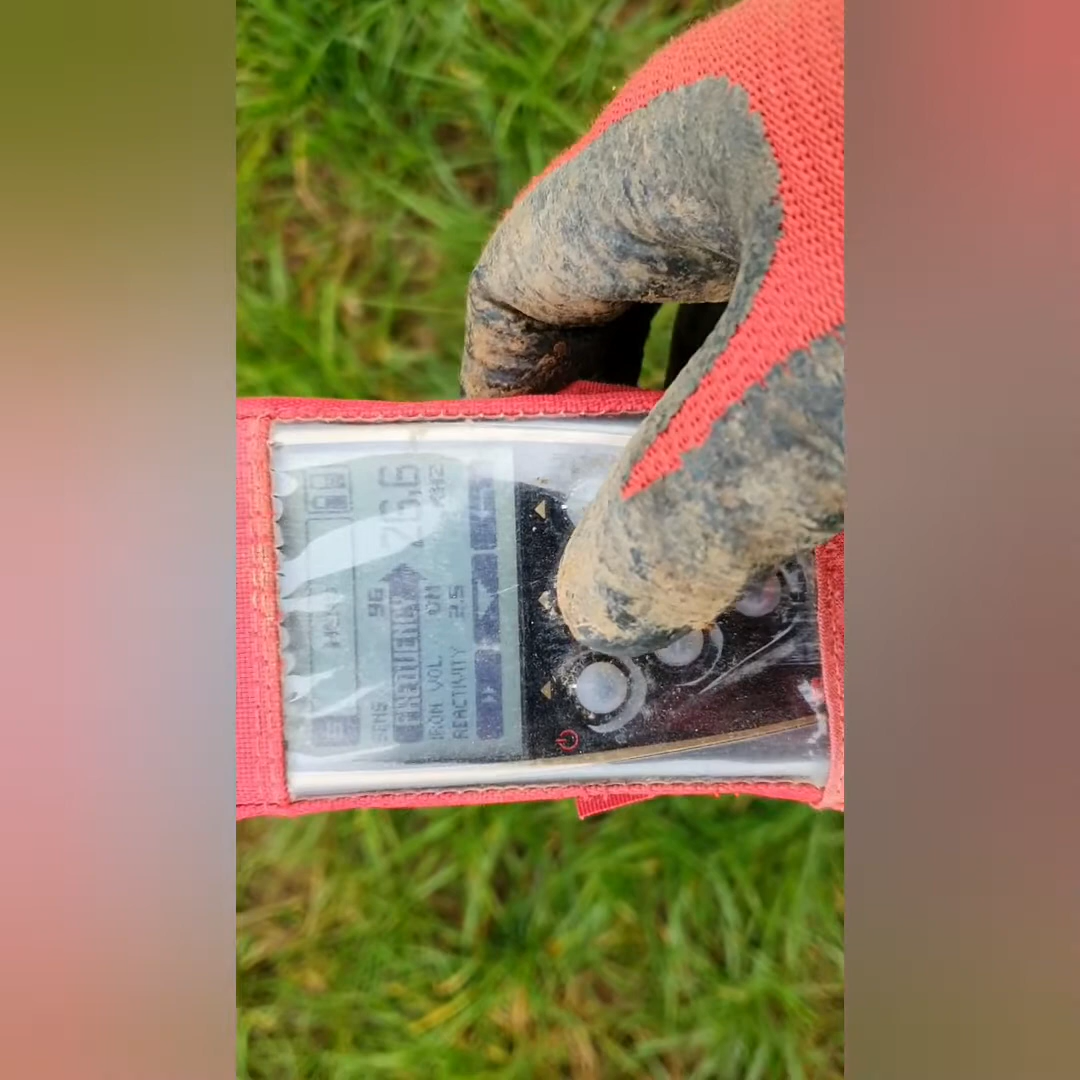 SENS 96
FREQUENCY
KHZ
IRON VOL. ON
REACTIVITY 2.5